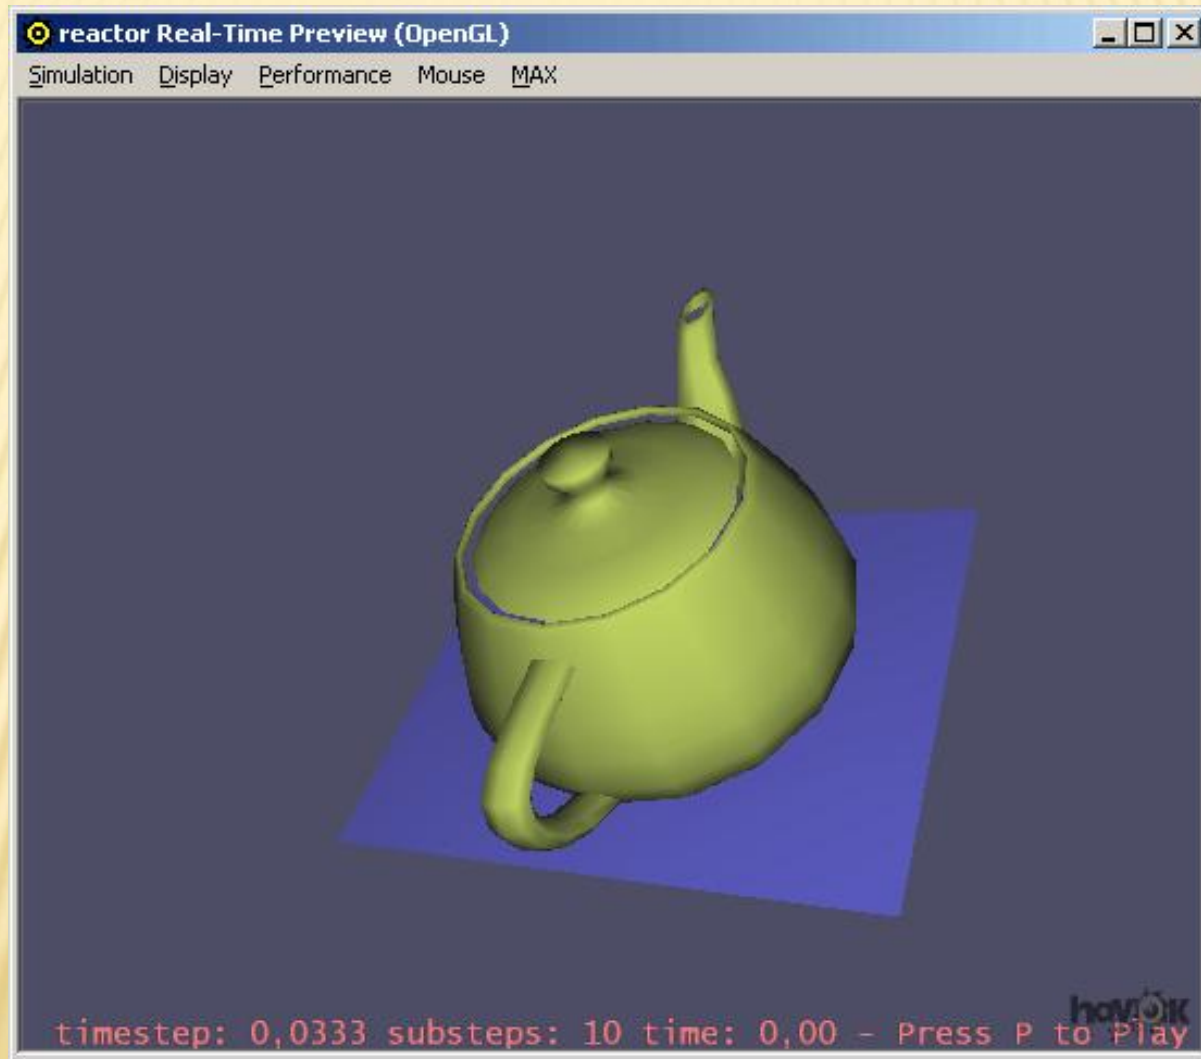 reactor Real-Time Preview (OpenGL)
Simulation Display Performance Mouse MAX
havok
timestep: 0,0333 substeps: 10 time: 0,00 - Press P to Play